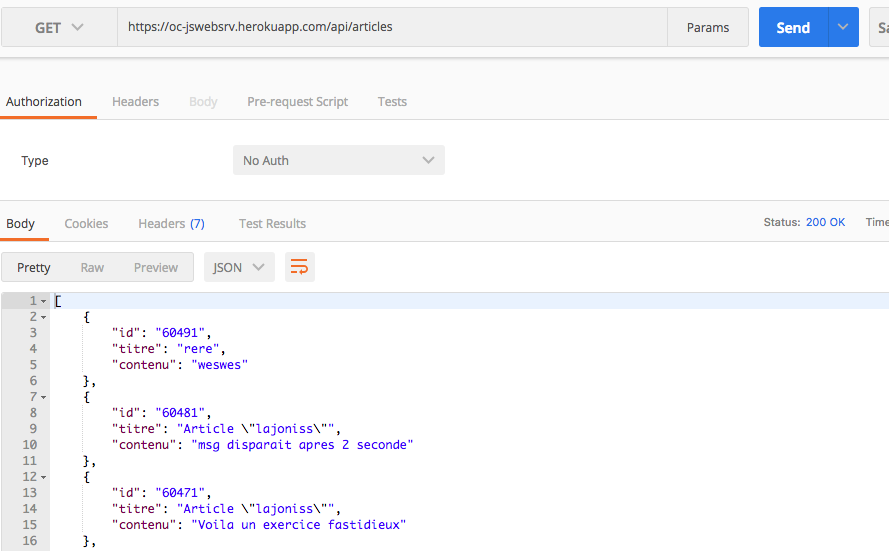 GET https://oc-jswebsrv.herokuapp.com/api/articles Params Send Sa
Authorization Headers Body Pre-request Script Tests
Type No Auth
Body Cookies Headers (7) Test Results Status: 200 OK Time
Pretty Raw Preview JSON
1 [
2 {
3 "id": "60491",
4 "titre": "rere",
5 "contenu": "weswes"
6 },
7 {
8 "id": "60481",
9 "titre": "Article \"lajoniss\"",
10 "contenu": "msg disparait apres 2 seconde"
11 },
12 {
13 "id": "60471",
14 "titre": "Article \"lajoniss\"",
15 "contenu": "Voila un exercice fastidieux"
16 },